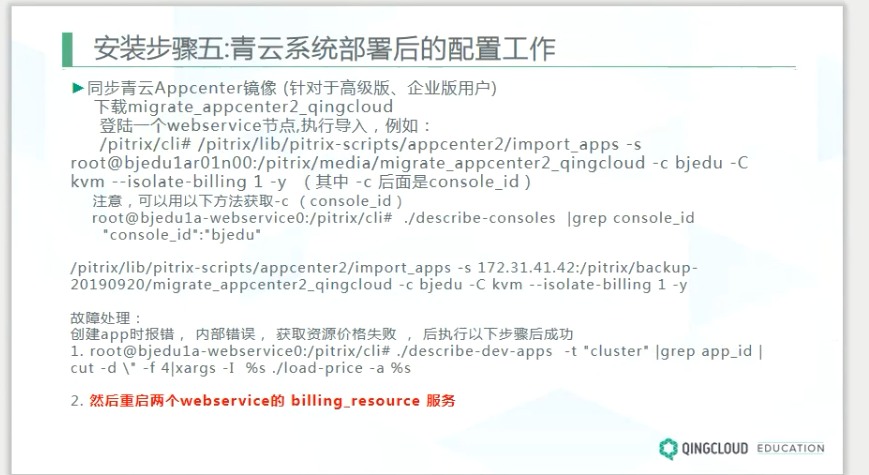 安装步骤五:青云系统部署后的配置工作
▶同步青云Appcenter镜像 (针对于高级版、企业版用户)
下载migrate_appcenter2_qingcloud
登陆一个webservice节点,执行导入，例如：
/pitrix/cli# /pitrix/lib/pitrix-scripts/appcenter2/import_apps -s
root@bjedu1ar01n00:/pitrix/media/migrate_appcenter2_qingcloud -c bjedu -C
kvm --isolate-billing 1 -y （其中 -c 后面是console_id）
注意，可以用以下方法获取-c （console_id）
root@bjedu1a-webservice0:/pitrix/cli# ./describe-consoles |grep console_id
"console_id":"bjedu"
/pitrix/lib/pitrix-scripts/appcenter2/import_apps -s 172.31.41.42:/pitrix/backup-
20190920/migrate_appcenter2_qingcloud -c bjedu -C kvm --isolate-billing 1 -y
故障处理：
创建app时报错， 内部错误， 获取资源价格失败 ， 后执行以下步骤后成功
1. root@bjedu1a-webservice0:/pitrix/cli# ./describe-dev-apps -t "cluster" |grep app_id |
cut -d \" -f 4|xargs -I %s ./load-price -a %s
2. 然后重启两个webservice的 billing_resource 服务
QINGCLOUD EDUCATION